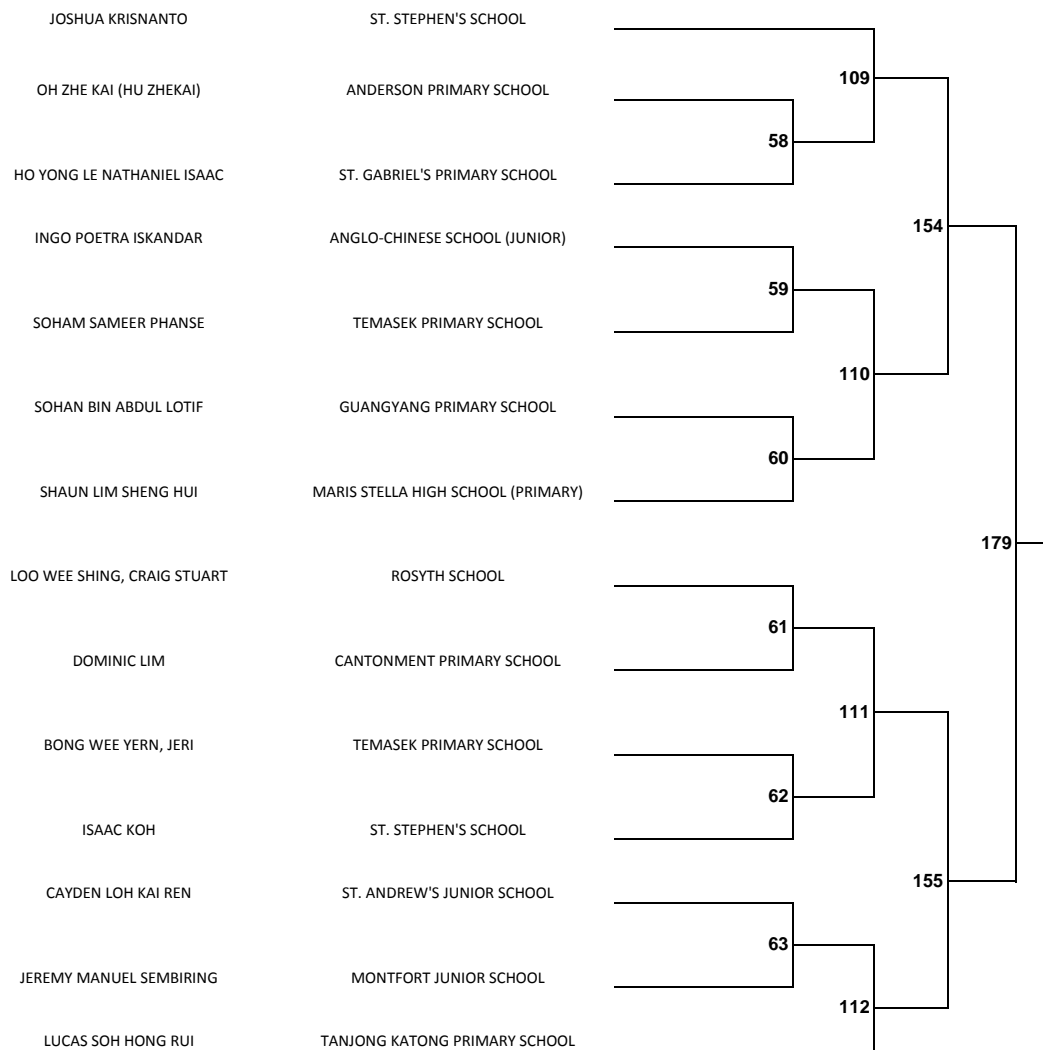 JOSHUA KRISNANTO ST. STEPHEN'S SCHOOL
109
OH ZHE KAI (HU ZHEKAI) ANDERSON PRIMARY SCHOOL
58
HO YONG LE NATHANIEL ISAAC ST. GABRIEL'S PRIMARY SCHOOL
154
INGO POETRA ISKANDAR ANGLO-CHINESE SCHOOL (JUNIOR)
59
SOHAM SAMEER PHANSE TEMASEK PRIMARY SCHOOL
110
SOHAN BIN ABDUL LOTIF GUANGYANG PRIMARY SCHOOL
60
SHAUN LIM SHENG HUI MARIS STELLA HIGH SCHOOL (PRIMARY)
179
LOO WEE SHING, CRAIG STUART ROSYTH SCHOOL
61
DOMINIC LIM CANTONMENT PRIMARY SCHOOL
111
BONG WEE YERN, JERI TEMASEK PRIMARY SCHOOL
62
ISAAC KOH ST. STEPHEN'S SCHOOL
155
CAYDEN LOH KAI REN ST. ANDREW'S JUNIOR SCHOOL
63
JEREMY MANUEL SEMBIRING MONTFORT JUNIOR SCHOOL
112
LUCAS SOH HONG RUI TANJONG KATONG PRIMARY SCHOOL